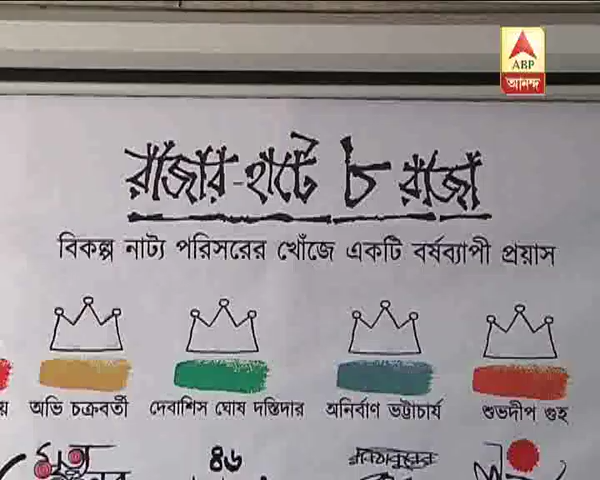 ABP
আনন্দ
রাজার-হাটে ৮ রাজা
বিকল্প নাট্য পরিসরের খোঁজে একটি বর্ষব্যাপী প্রয়াস
য় অভি চক্রবর্তী দেবাশিস ঘোষ দস্তিদার অনির্বাণ ভট্টাচার্য শুভদীপ গুহ
৪৬